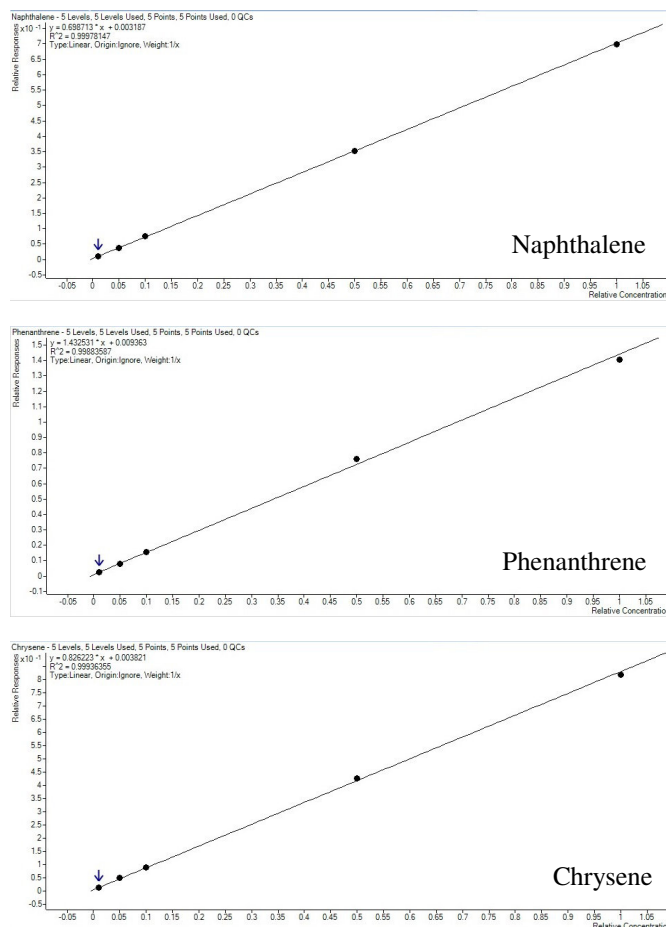 Naphthalene - 5 Levels, 5 Levels Used, 5 Points, 5 Points Used, 0 QCs
x10 -1
y = 0.698713 * x + 0.003187
R^2 = 0.99978147
Type:Linear, Origin:Ignore, Weight:1/x
Relative Responses
7
6.5
6
5.5
5
4.5
4
3.5
3
2.5
2
1.5
1
0.5
0
-0.5
Naphthalene
-0.05 0 0.05 0.1 0.15 0.2 0.25 0.3 0.35 0.4 0.45 0.5 0.55 0.6 0.65 0.7 0.75 0.8 0.85 0.9 0.95 1 1.05
Relative Concentration
Phenanthrene - 5 Levels, 5 Levels Used, 5 Points, 5 Points Used, 0 QCs
y = 1.432531 * x + 0.009363
R^2 = 0.99883587
Type:Linear, Origin:Ignore, Weight:1/x
Relative Responses
1.5
1.4
1.3
1.2
1.1
1
0.9
0.8
0.7
0.6
0.5
0.4
0.3
0.2
0.1
0
-0.1
Phenanthrene
-0.05 0 0.05 0.1 0.15 0.2 0.25 0.3 0.35 0.4 0.45 0.5 0.55 0.6 0.65 0.7 0.75 0.8 0.85 0.9 0.95 1 1.05
Relative Concentration
Chrysene - 5 Levels, 5 Levels Used, 5 Points, 5 Points Used, 0 QCs
x10 -1
y = 0.826223 * x + 0.003821
R^2 = 0.99936355
Type:Linear, Origin:Ignore, Weight:1/x
Relative Responses
8
7.5
7
6.5
6
5.5
5
4.5
4
3.5
3
2.5
2
1.5
1
0.5
0
-0.5
Chrysene
-0.05 0 0.05 0.1 0.15 0.2 0.25 0.3 0.35 0.4 0.45 0.5 0.55 0.6 0.65 0.7 0.75 0.8 0.85 0.9 0.95 1 1.05
Relative Concentration